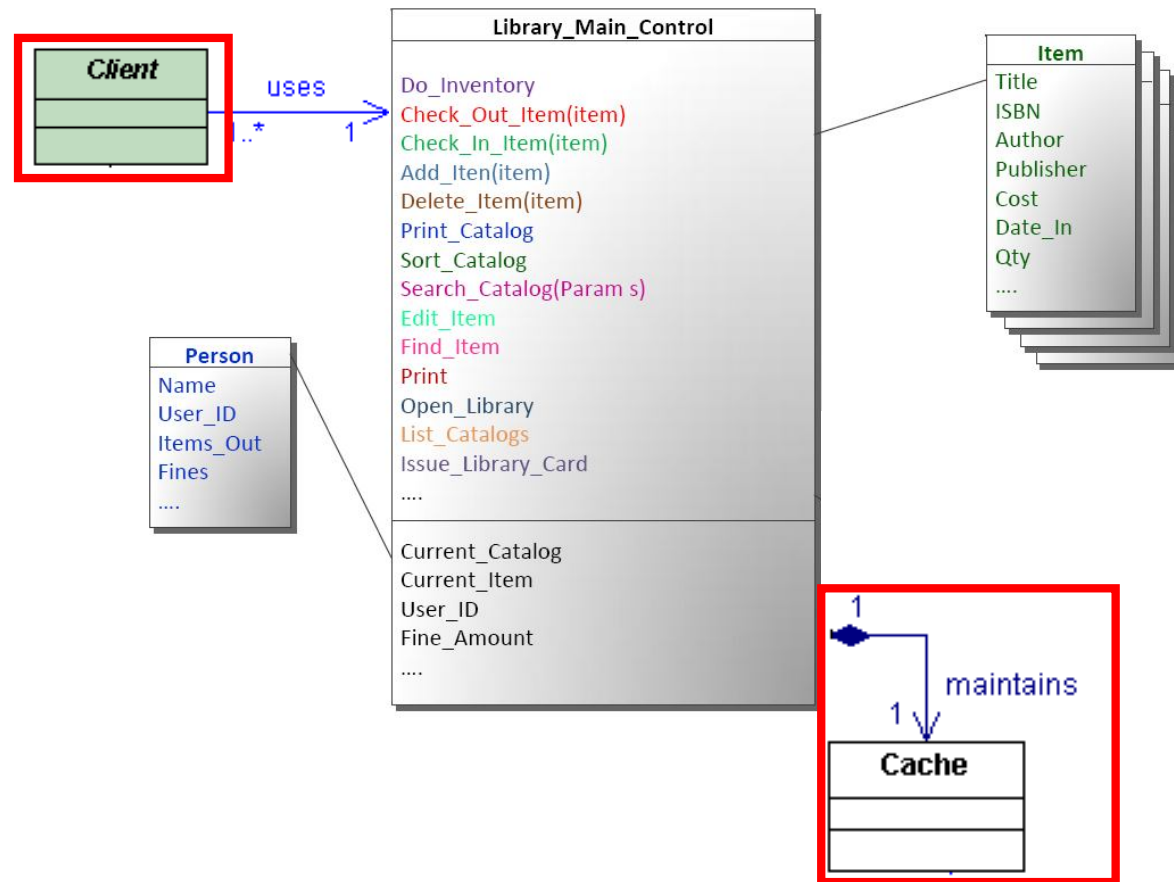 Client
uses
1..*
1
Library_Main_Control
Do_Inventory
Check_Out_Item(item)
Check_In_Item(item)
Add_Iten(item)
Delete_Item(item)
Print_Catalog
Sort_Catalog
Search_Catalog(Param s)
Edit_Item
Find_Item
Print
Open_Library
List_Catalogs
Issue_Library_Card
....
Current_Catalog
Current_Item
User_ID
Fine_Amount
....
Item
Title
ISBN
Author
Publisher
Cost
Date_In
Qty
....
Person
Name
User_ID
Items_Out
Fines
....
1
maintains
1
Cache